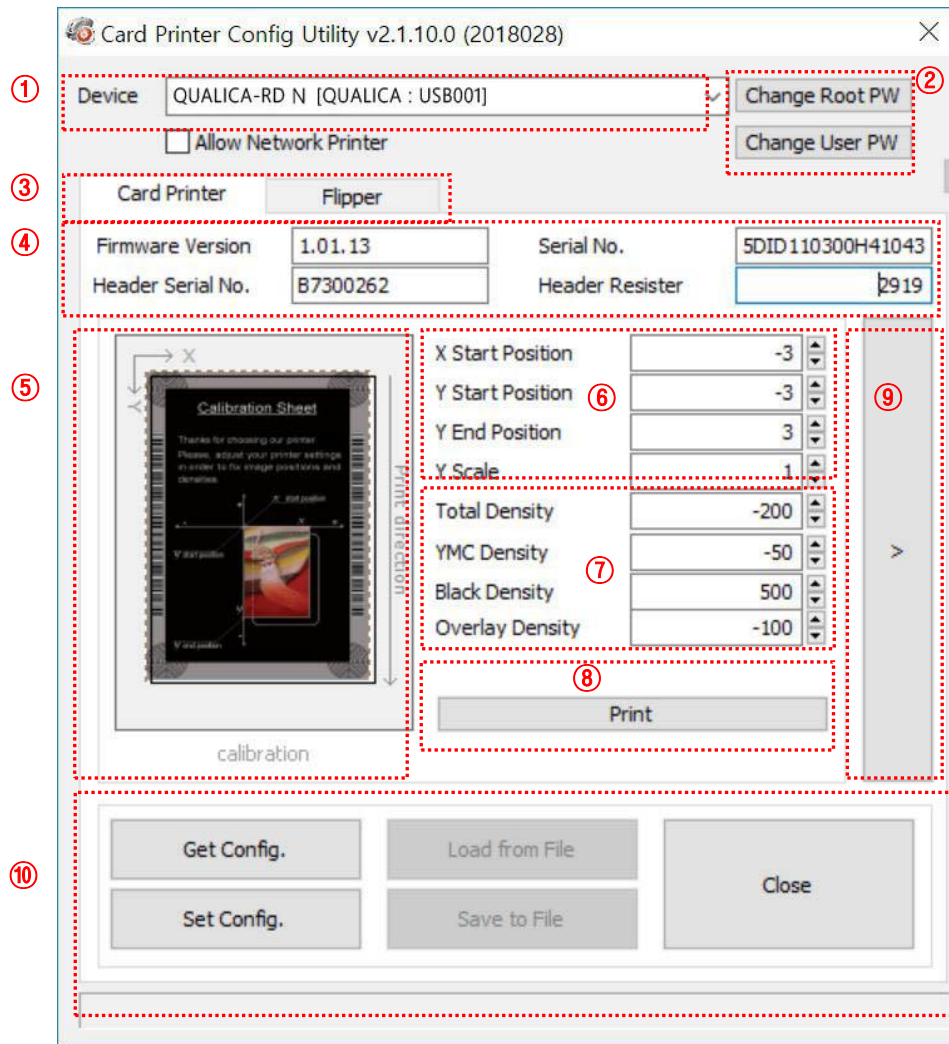 Card Printer Config Utility v2.1.10.0 (2018028)
① Device QUALICA-RD N [QUALICA : USB001] Change Root PW ②
Allow Network Printer Change User PW
③ Card Printer Flipper
④ Firmware Version 1.01.13 Serial No. 5DID110300H41043
Header Serial No. B7300262 Header Resister 2919
⑤
X
Y
Calibration Sheet
Thanks for choosing our printer
Please, adjust your printer settings
in order to fix image positions and
densities.
X start position
Y start position
Y end position
Print direction
calibration
X Start Position -3
Y Start Position -3
⑥
Y End Position 3
Y Scale 1
Total Density -200
YMC Density -50
⑦
Black Density 500
Overlay Density -100
⑧
Print
⑨
>
⑩
Get Config. Load from File Close
Set Config. Save to File